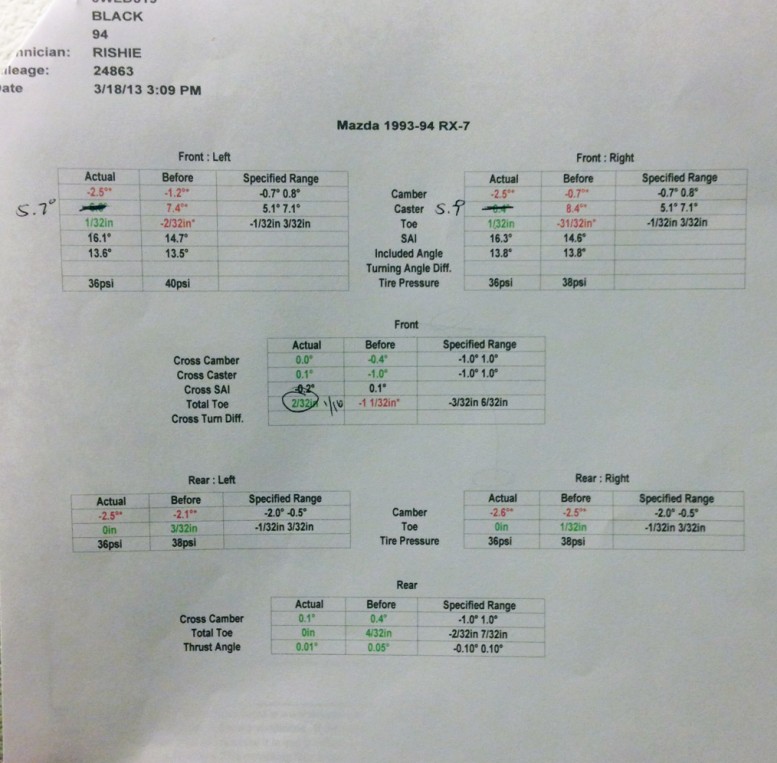 BLACK
94
hnician: RISHIE
ileage: 24863
ate 3/18/13 3:09 PM
Mazda 1993-94 RX-7
Front : Left
Front : Right
Actual Before Specified Range
Actual Before Specified Range
-2.5°* -1.2°* -0.7° 0.8° Camber -2.5°* -0.7°* -0.7° 0.8°
5.7° 7.4°* 5.1° 7.1° Caster 5.9 8.4°* 5.1° 7.1°
1/32in -2/32in* -1/32in 3/32in Toe 1/32in -31/32in* -1/32in 3/32in
16.1° 14.7° SAI 16.3° 14.6°
13.6° 13.5° Included Angle 13.8° 13.8°
Turning Angle Diff.
36psi 40psi Tire Pressure 36psi 38psi
Front
Actual Before Specified Range
Cross Camber 0.0° -0.4° -1.0° 1.0°
Cross Caster 0.1° -1.0° -1.0° 1.0°
Cross SAI -0.2° 0.1°
Total Toe 2/32in 1/16 -1 1/32in* -3/32in 6/32in
Cross Turn Diff.
Rear : Left
Rear : Right
Actual Before Specified Range
Actual Before Specified Range
-2.5°* -2.1°* -2.0° -0.5° Camber -2.6°* -2.5°* -2.0° -0.5°
0in 3/32in -1/32in 3/32in Toe 0in 1/32in -1/32in 3/32in
36psi 38psi Tire Pressure 36psi 38psi
Rear
Actual Before Specified Range
Cross Camber 0.1° 0.4° -1.0° 1.0°
Total Toe 0in 4/32in -2/32in 7/32in
Thrust Angle 0.01° 0.05° -0.10° 0.10°